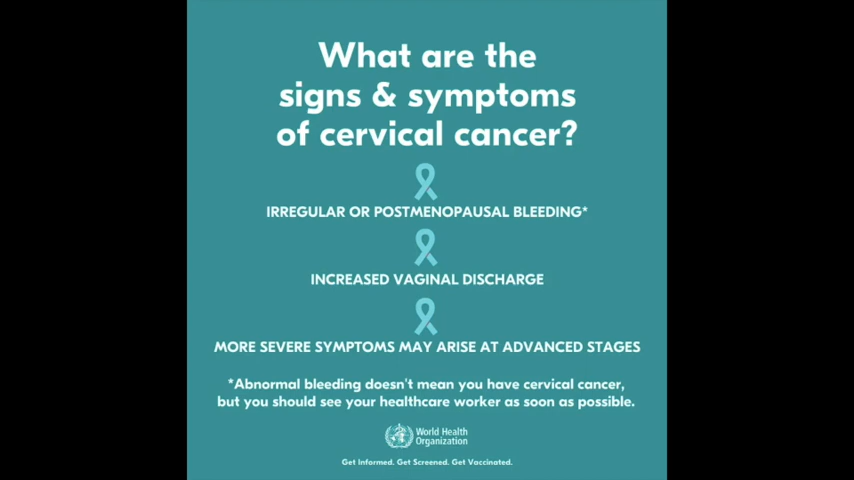 What are the
signs & symptoms
of cervical cancer?
IRREGULAR OR POSTMENOPAUSAL BLEEDING*
INCREASED VAGINAL DISCHARGE
MORE SEVERE SYMPTOMS MAY ARISE AT ADVANCED STAGES
*Abnormal bleeding doesn't mean you have cervical cancer,
but you should see your healthcare worker as soon as possible.
World Health
Organization
Get Informed. Get Screened. Get Vaccinated.